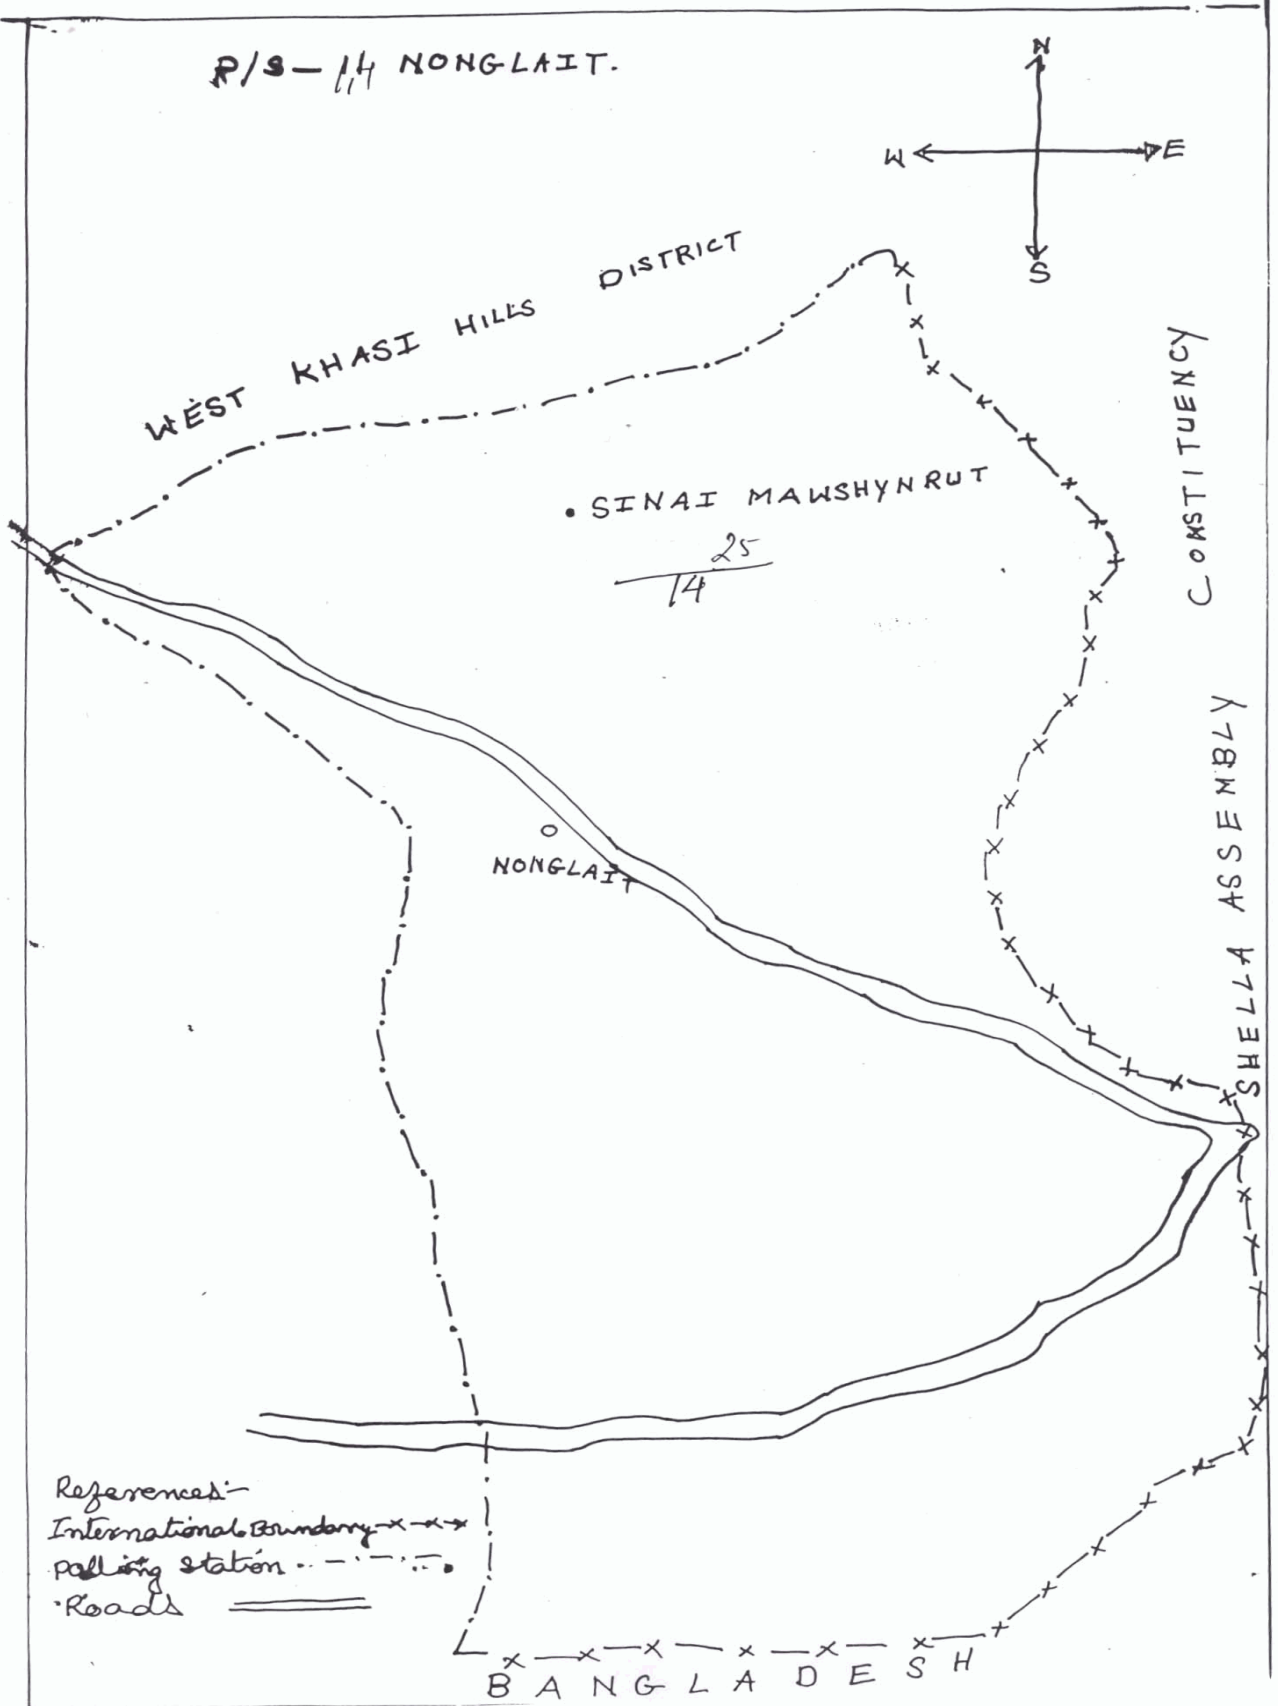 P/S - 14 NONGLAIT.
N
W E
S
WEST KHASI HILLS DISTRICT
SINAI MAWSHYNRUT
25
14
SHELLA ASSEMBLY CONSTITUENCY
NONGLAIT
References:-
International Boundary
Polling Station
Roads
BANGLADESH